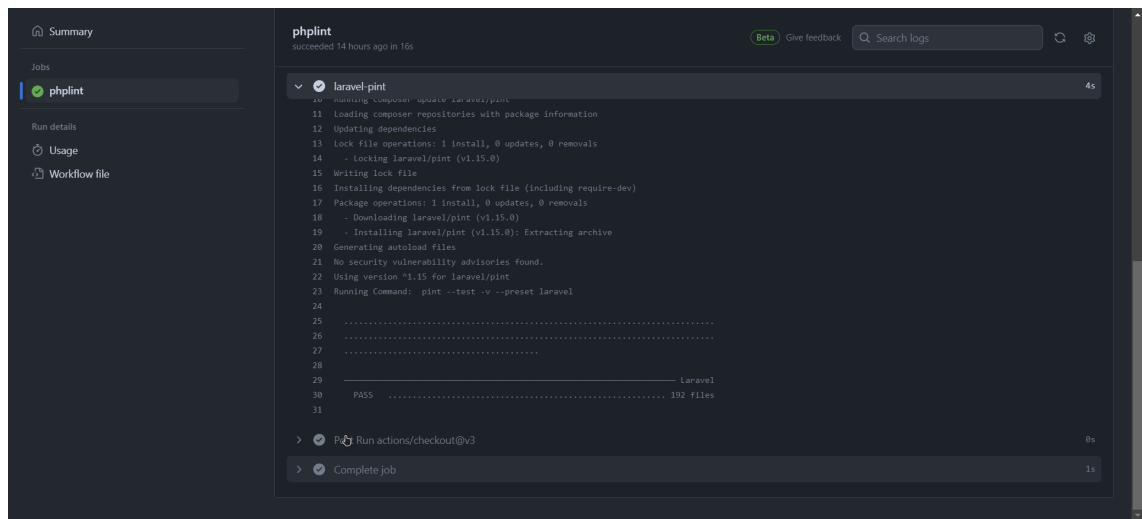 Summary
Jobs
phplint
Run details
Usage
Workflow file
phplint
succeeded 14 hours ago in 16s
Beta Give feedback
Search logs
laravel-pint 4s
10 Running composer update laravel/pint
11 Loading composer repositories with package information
12 Updating dependencies
13 Lock file operations: 1 install, 0 updates, 0 removals
14 - Locking laravel/pint (v1.15.0)
15 Writing lock file
16 Installing dependencies from lock file (including require-dev)
17 Package operations: 1 install, 0 updates, 0 removals
18 - Downloading laravel/pint (v1.15.0)
19 - Installing laravel/pint (v1.15.0): Extracting archive
20 Generating autoload files
21 No security vulnerability advisories found.
22 Using version ^1.15 for laravel/pint
23 Running Command: pint --test -v --preset laravel
24
25 ............................................................................
26 ............................................................................
27 ........................................
28
29 ──────────────────────────────────── Laravel
30 PASS ............................................................... 192 files
31
Post Run actions/checkout@v3 0s
Complete job 1s